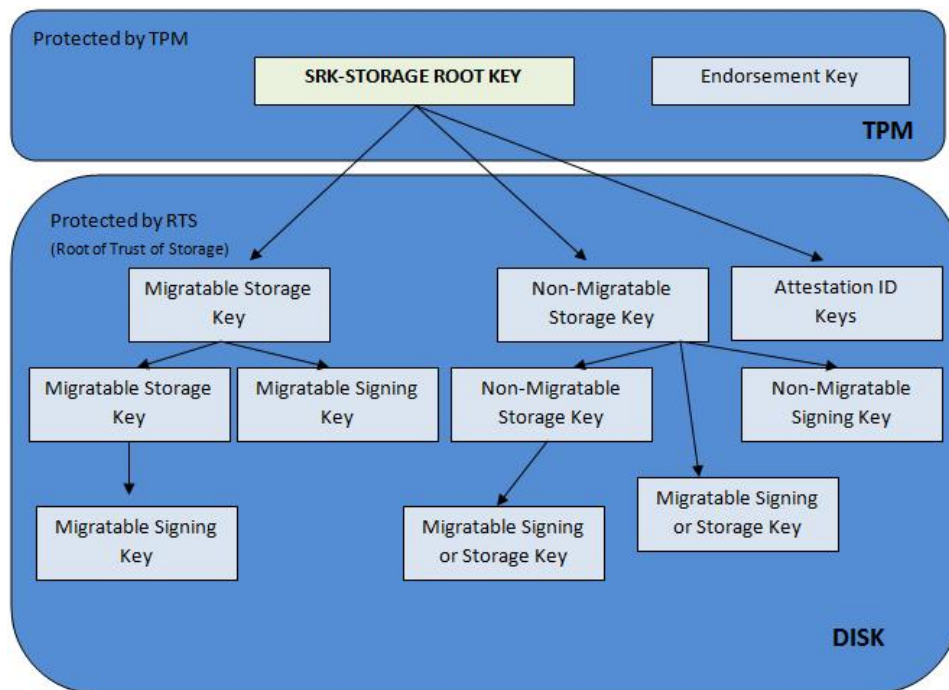 Protected by TPM
SRK-STORAGE ROOT KEY
Endorsement Key
TPM
Protected by RTS
(Root of Trust of Storage)
Migratable Storage
Key
Non-Migratable
Storage Key
Attestation ID
Keys
Migratable Storage
Key
Migratable Signing
Key
Non-Migratable
Storage Key
Non-Migratable
Signing Key
Migratable Signing
Key
Migratable Signing
or Storage Key
Migratable Signing
or Storage Key
DISK